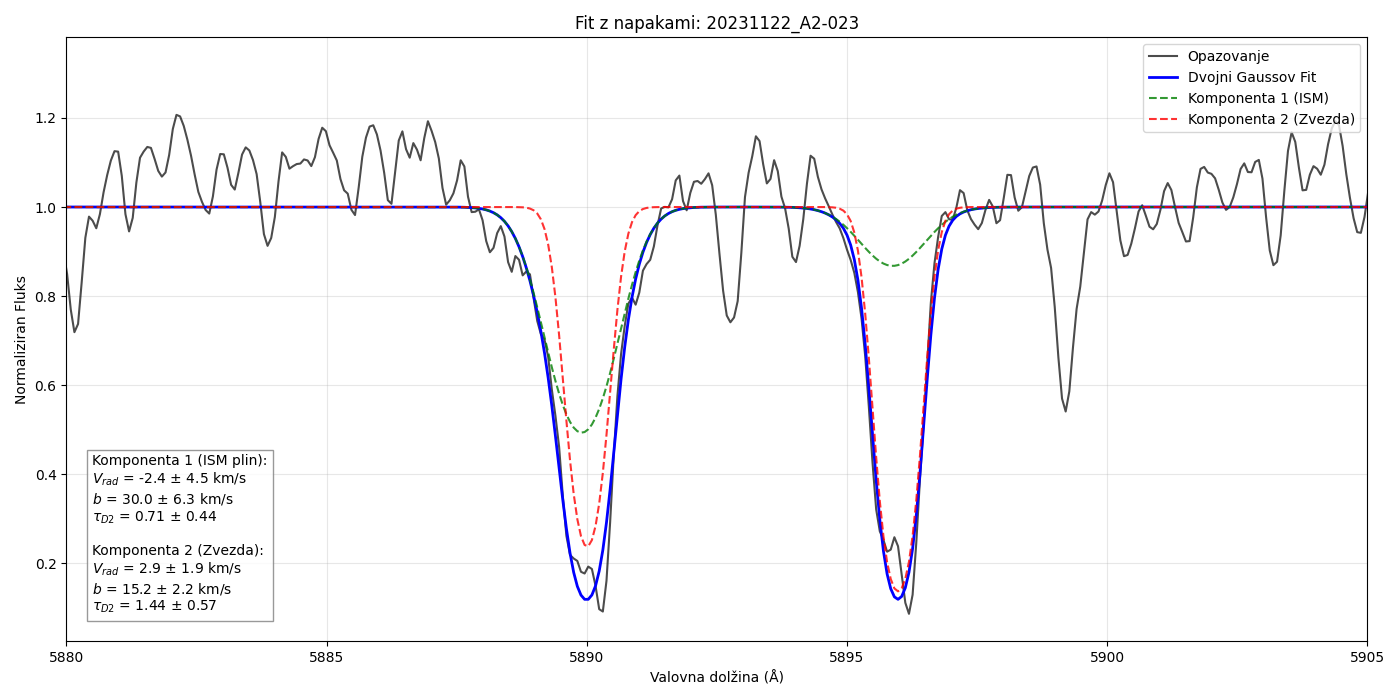 Fit z napakami: 20231122_A2-023
Opazovanje
Dvojni Gaussov Fit
Komponenta 1 (ISM)
Komponenta 2 (Zvezda)
Normaliziran Fluks
1.2
1.0
0.8
0.6
0.4
0.2
Komponenta 1 (ISM plin):
V_rad = -2.4 ± 4.5 km/s
b = 30.0 ± 6.3 km/s
τ_D2 = 0.71 ± 0.44
Komponenta 2 (Zvezda):
V_rad = 2.9 ± 1.9 km/s
b = 15.2 ± 2.2 km/s
τ_D2 = 1.44 ± 0.57
5880 5885 5890 5895 5900 5905
Valovna dolžina (Å)